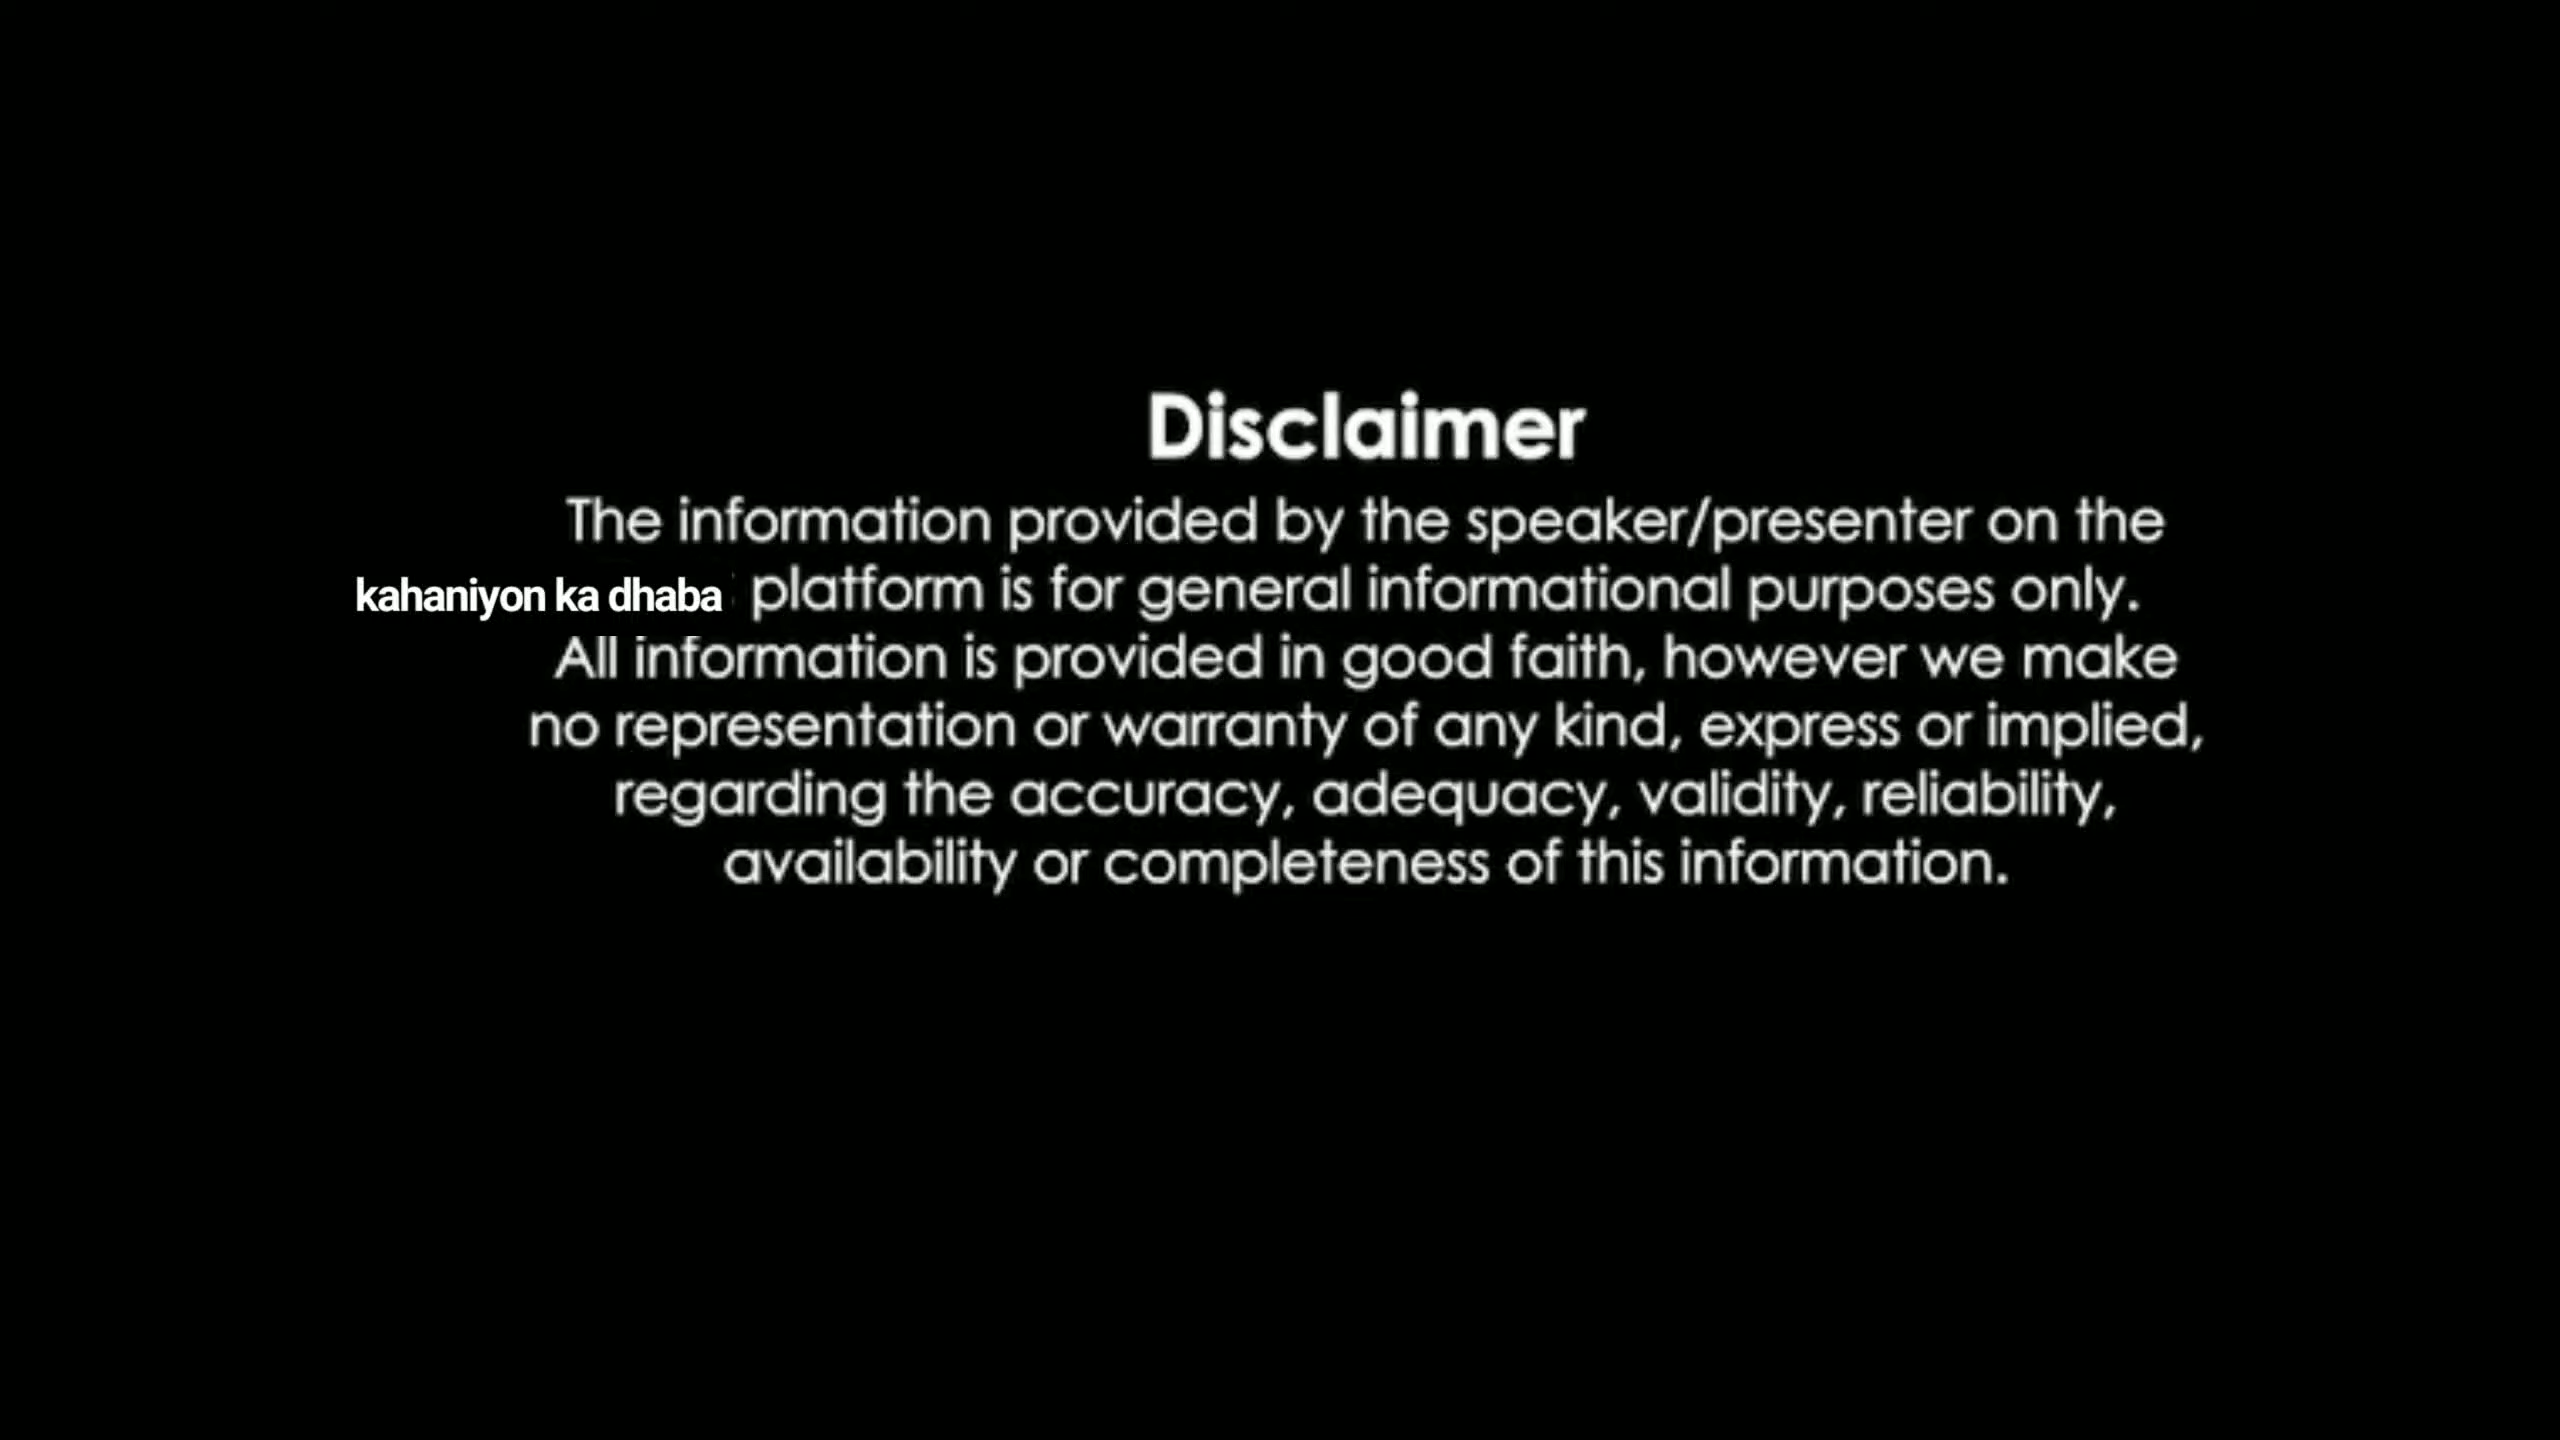 Disclaimer
The information provided by the speaker/presenter on the
kahaniyon ka dhaba platform is for general informational purposes only.
All information is provided in good faith, however we make
no representation or warranty of any kind, express or implied,
regarding the accuracy, adequacy, validity, reliability,
availability or completeness of this information.